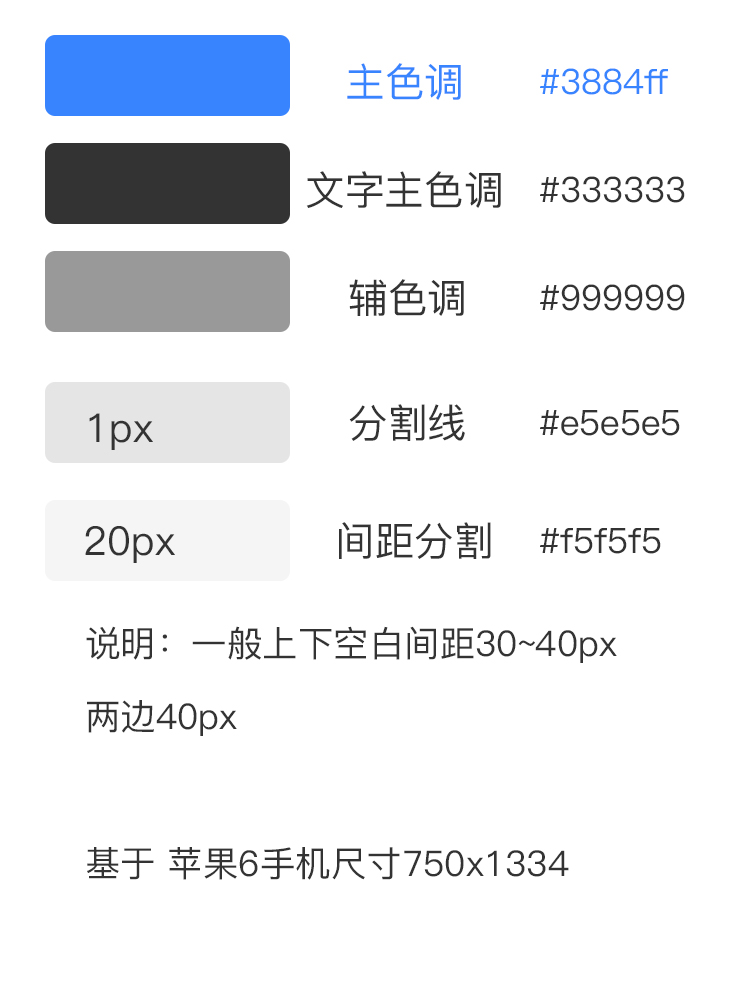 主色调 #3884ff
文字主色调 #333333
辅色调 #999999
1px 分割线 #e5e5e5
20px 间距分割 #f5f5f5
说明：一般上下空白间距30~40px
两边40px
基于 苹果6手机尺寸750x1334